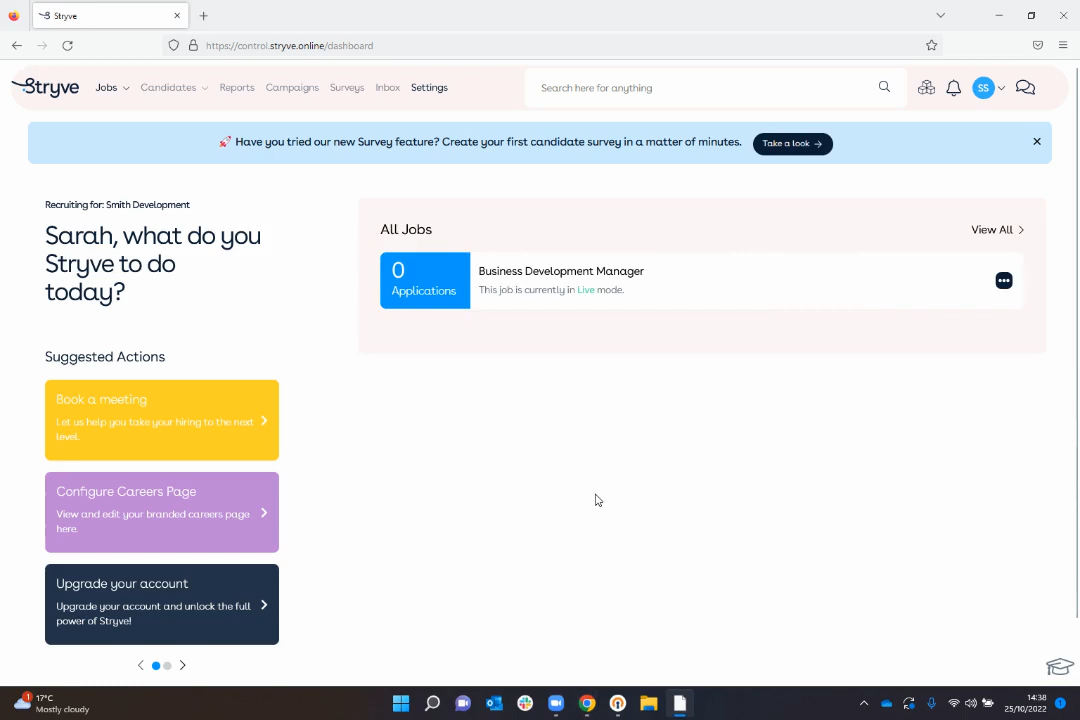 Stryve
https://control.stryve.online/dashboard
Stryve
Jobs
Candidates
Reports
Campaigns
Surveys
Inbox
Settings
Search here for anything
SS
🚀 Have you tried our new Survey feature? Create your first candidate survey in a matter of minutes.
Take a look →
Recruiting for: Smith Development
Sarah, what do you
Stryve to do
today?
All Jobs
View All
0
Applications
Business Development Manager
This job is currently in Live mode.
Suggested Actions
Book a meeting
Let us help you take your hiring to the next
level.
Configure Careers Page
View and edit your branded careers page
here.
Upgrade your account
Upgrade your account and unlock the full
power of Stryve!
1
17°C
Mostly cloudy
14:38
25/10/2022
1